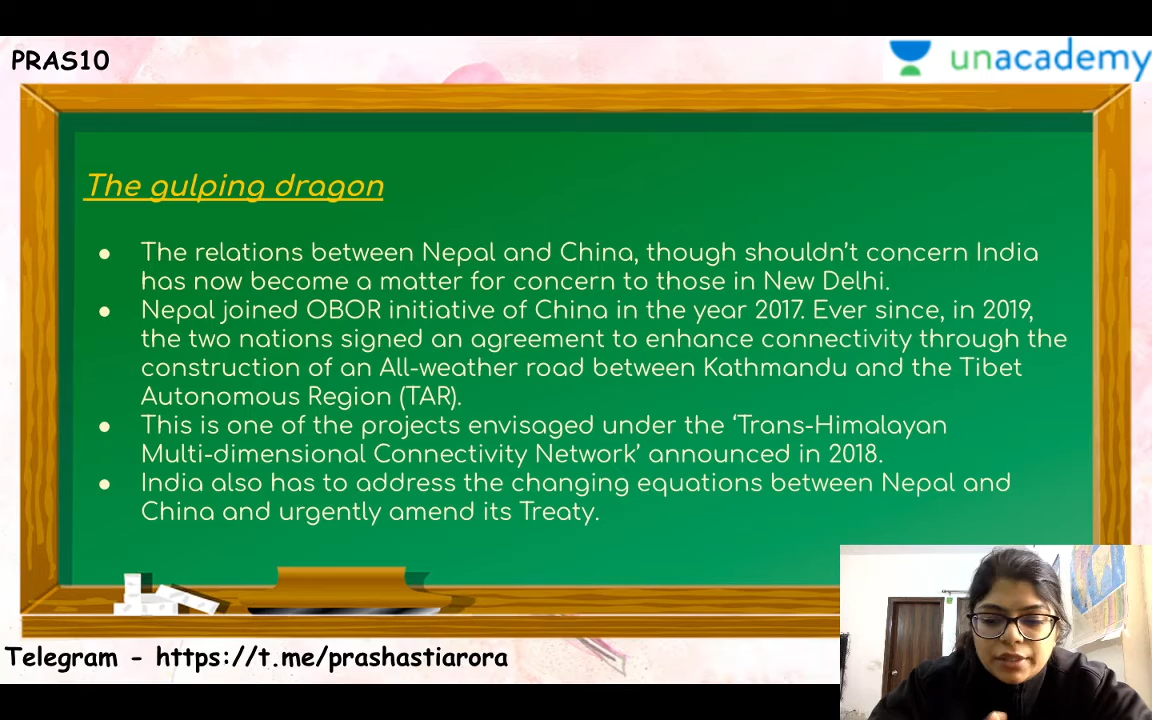 PRAS10
unacademy
The gulping dragon
● The relations between Nepal and China, though shouldn't concern India
has now become a matter for concern to those in New Delhi.
● Nepal joined OBOR initiative of China in the year 2017. Ever since, in 2019,
the two nations signed an agreement to enhance connectivity through the
construction of an All-weather road between Kathmandu and the Tibet
Autonomous Region (TAR).
● This is one of the projects envisaged under the ‘Trans-Himalayan
Multi-dimensional Connectivity Network’ announced in 2018.
● India also has to address the changing equations between Nepal and
China and urgently amend its Treaty.
Telegram - https://t.me/prashastiarora